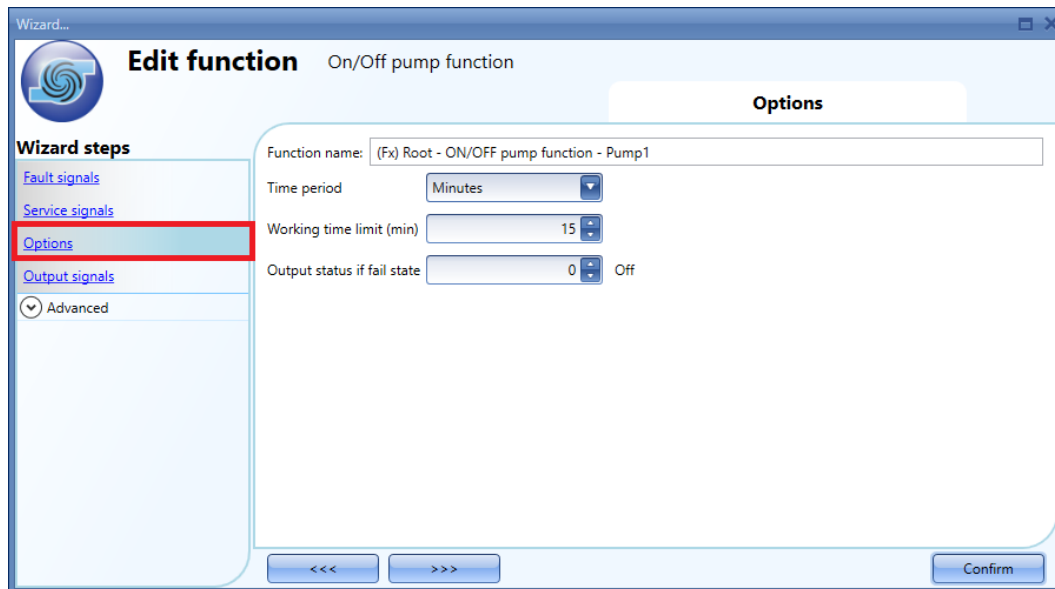 Wizard...
Edit function On/Off pump function
Options
Wizard steps
Fault signals
Service signals
Options
Output signals
Advanced
Function name: (Fx) Root - ON/OFF pump function - Pump1
Time period Minutes
Working time limit (min) 15
Output status if fail state 0 Off
<<< >>> Confirm